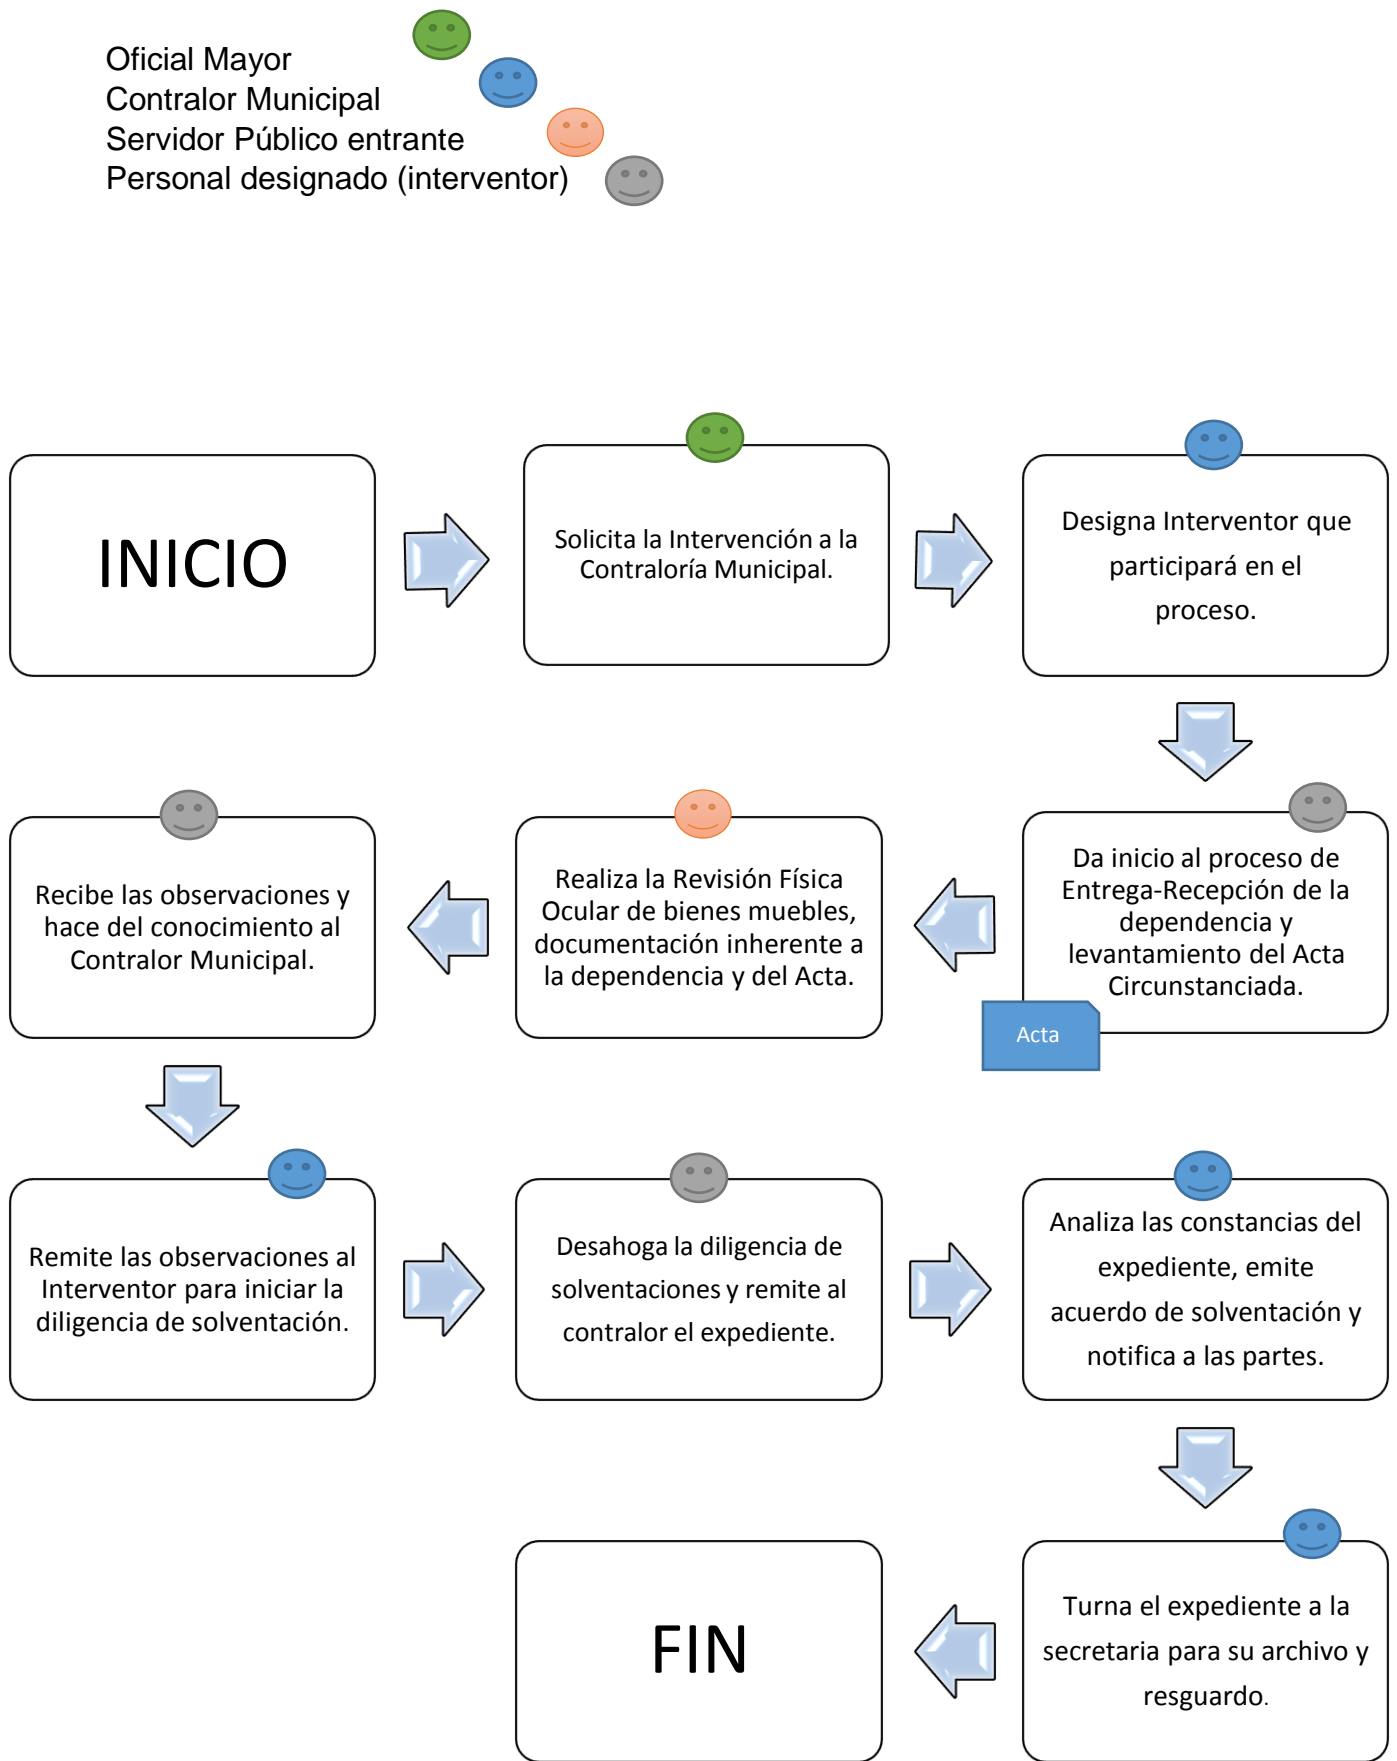 Oficial Mayor
Contralor Municipal
Servidor Público entrante
Personal designado (interventor)
INICIO
Solicita la Intervención a la
Contraloría Municipal.
Designa Interventor que
participará en el
proceso.
Da inicio al proceso de
Entrega-Recepción de la
dependencia y
levantamiento del Acta
Circunstanciada.
Acta
Realiza la Revisión Física
Ocular de bienes muebles,
documentación inherente a
la dependencia y del Acta.
Recibe las observaciones y
hace del conocimiento al
Contralor Municipal.
Remite las observaciones al
Interventor para iniciar la
diligencia de solventación.
Desahoga la diligencia de
solventaciones y remite al
contralor el expediente.
Analiza las constancias del
expediente, emite
acuerdo de solventación y
notifica a las partes.
Turna el expediente a la
secretaria para su archivo y
resguardo.
FIN